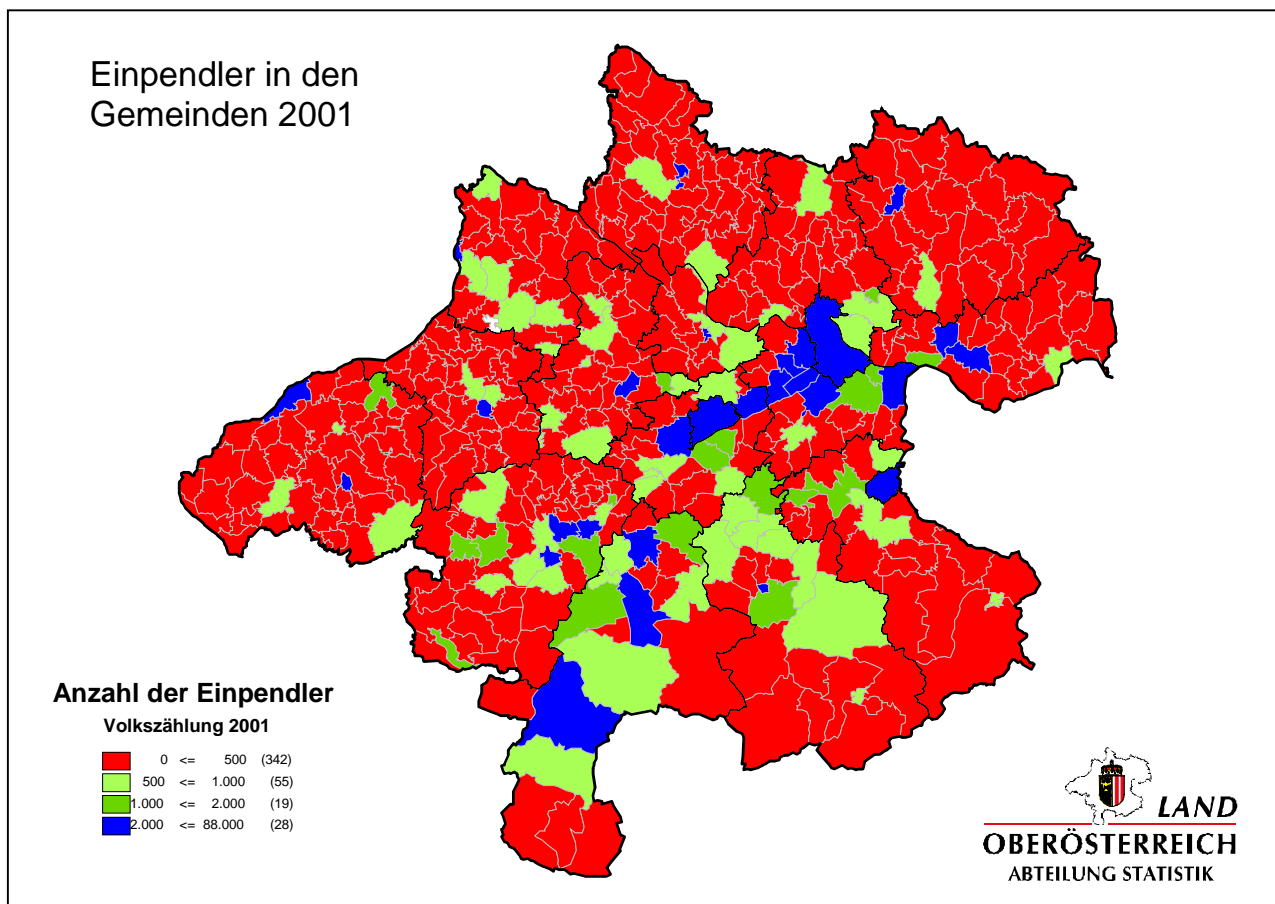 Einpendler in den
Gemeinden 2001
Anzahl der Einpendler
Volkszählung 2001
0 <= 500 (342)
500 <= 1.000 (55)
1.000 <= 2.000 (19)
2.000 <= 88.000 (28)
LAND
OBERÖSTERREICH
ABTEILUNG STATISTIK